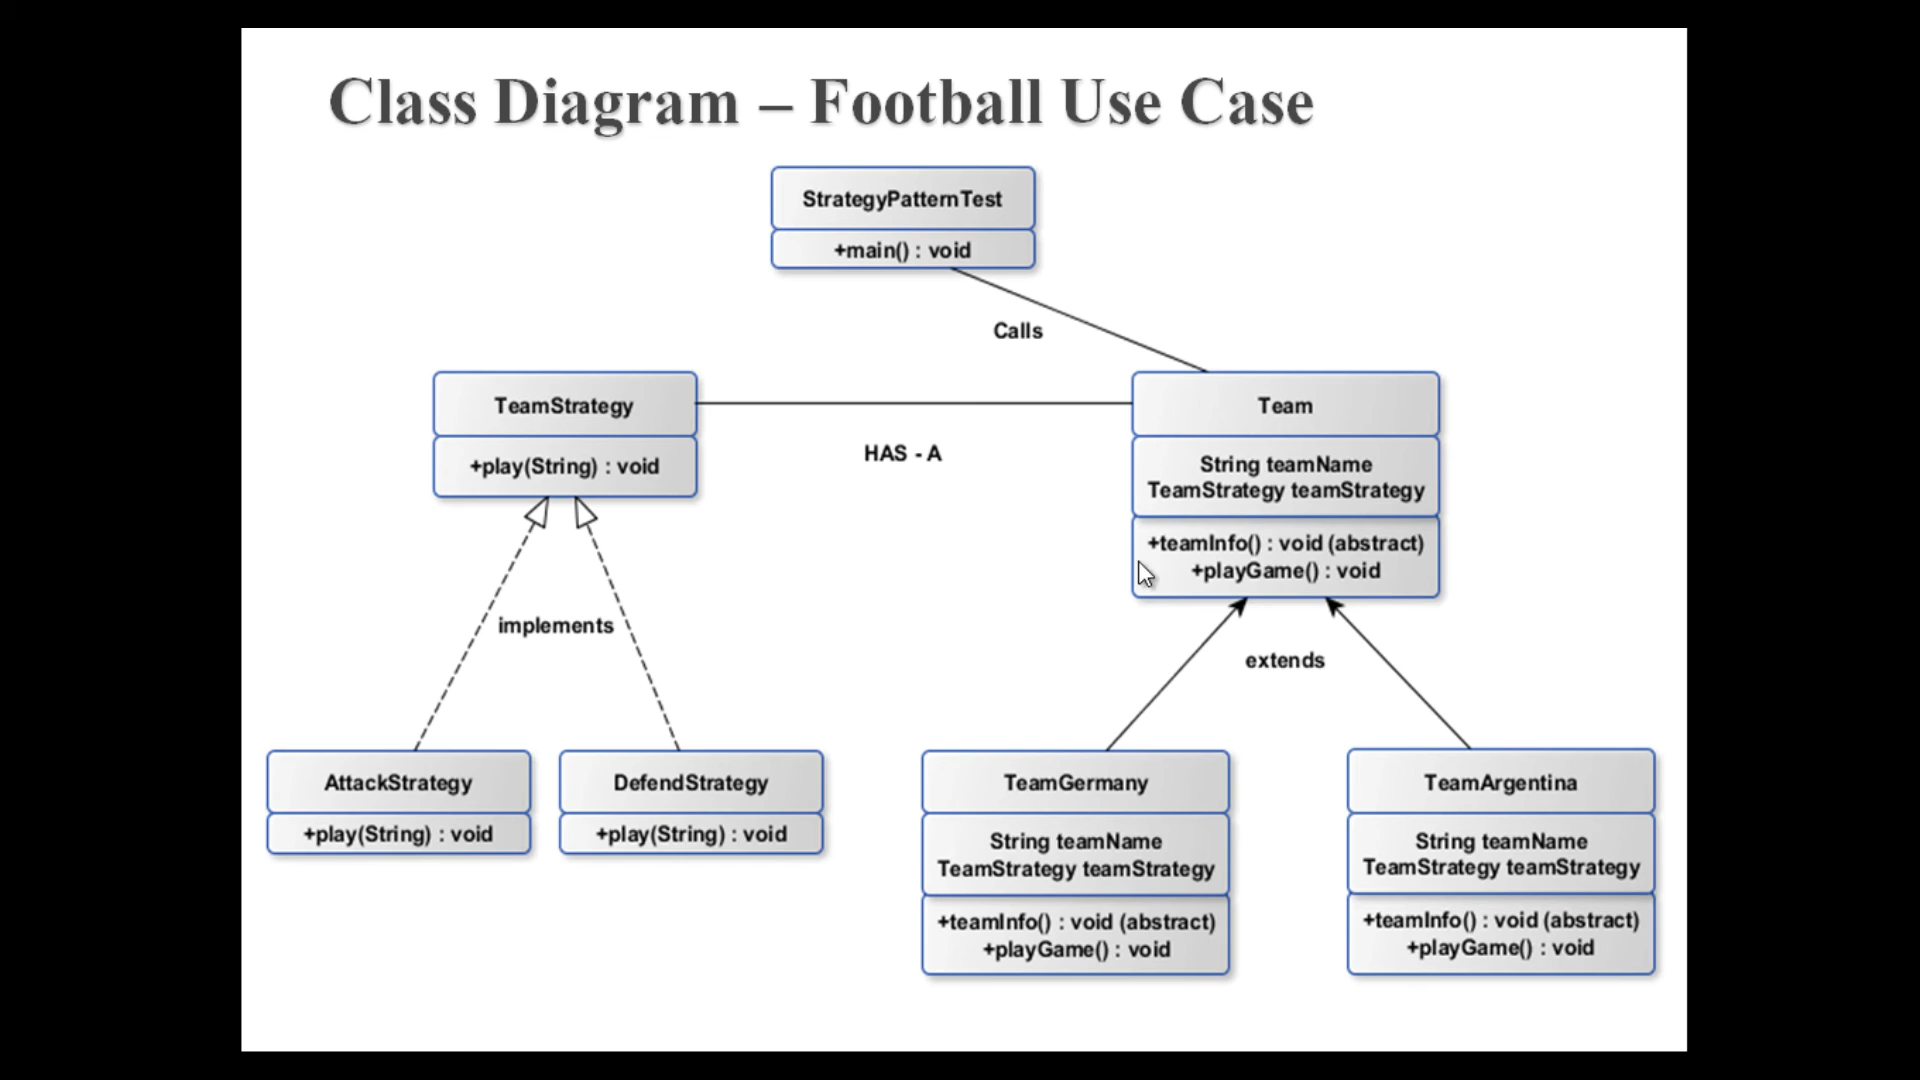 Class Diagram – Football Use Case
StrategyPatternTest
+main() : void
Calls
TeamStrategy
+play(String) : void
HAS - A
Team
String teamName
TeamStrategy teamStrategy
+teamInfo() : void (abstract)
+playGame() : void
implements
extends
AttackStrategy
+play(String) : void
DefendStrategy
+play(String) : void
TeamGermany
String teamName
TeamStrategy teamStrategy
+teamInfo() : void (abstract)
+playGame() : void
TeamArgentina
String teamName
TeamStrategy teamStrategy
+teamInfo() : void (abstract)
+playGame() : void